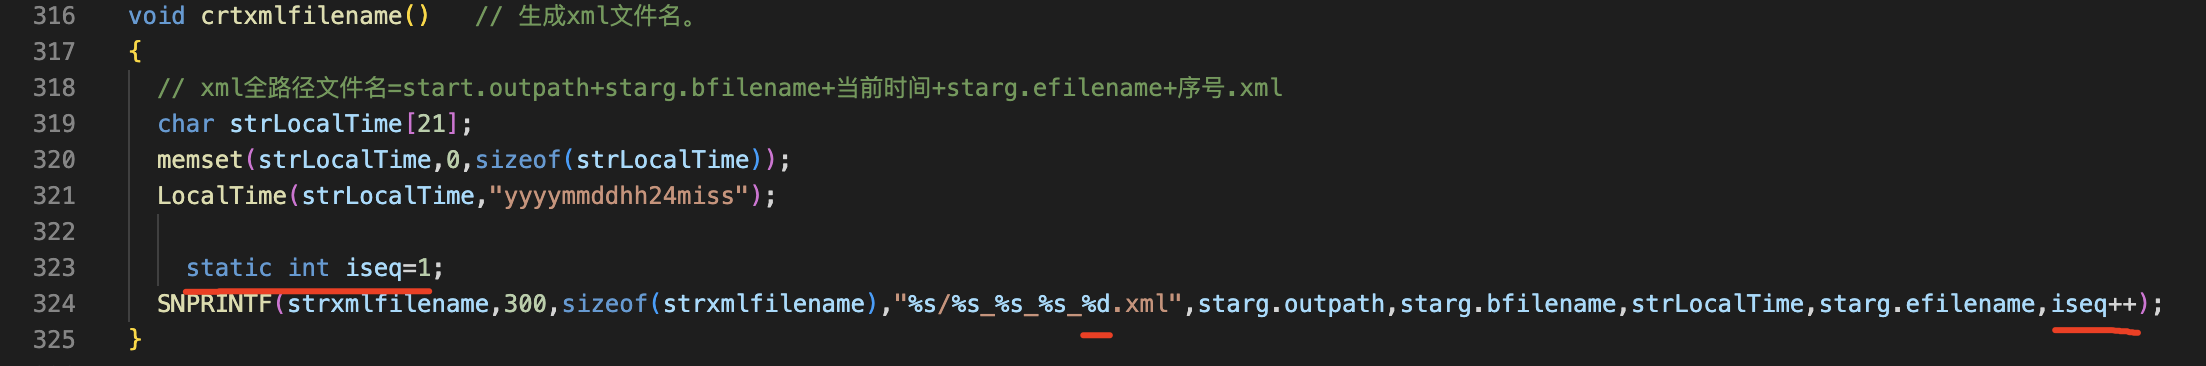 316 void crtxmlfilename()   // 生成xml文件名。
317 {
318   // xml全路径文件名=start.outpath+starg.bfilename+当前时间+starg.efilename+序号.xml
319   char strLocalTime[21];
320   memset(strLocalTime,0,sizeof(strLocalTime));
321   LocalTime(strLocalTime,"yyyymmddhh24miss");
322
323     static int iseq=1;
324   SNPRINTF(strxmlfilename,300,sizeof(strxmlfilename),"%s/%s_%s_%s_%d.xml",starg.outpath,starg.bfilename,strLocalTime,starg.efilename,iseq++);
325 }